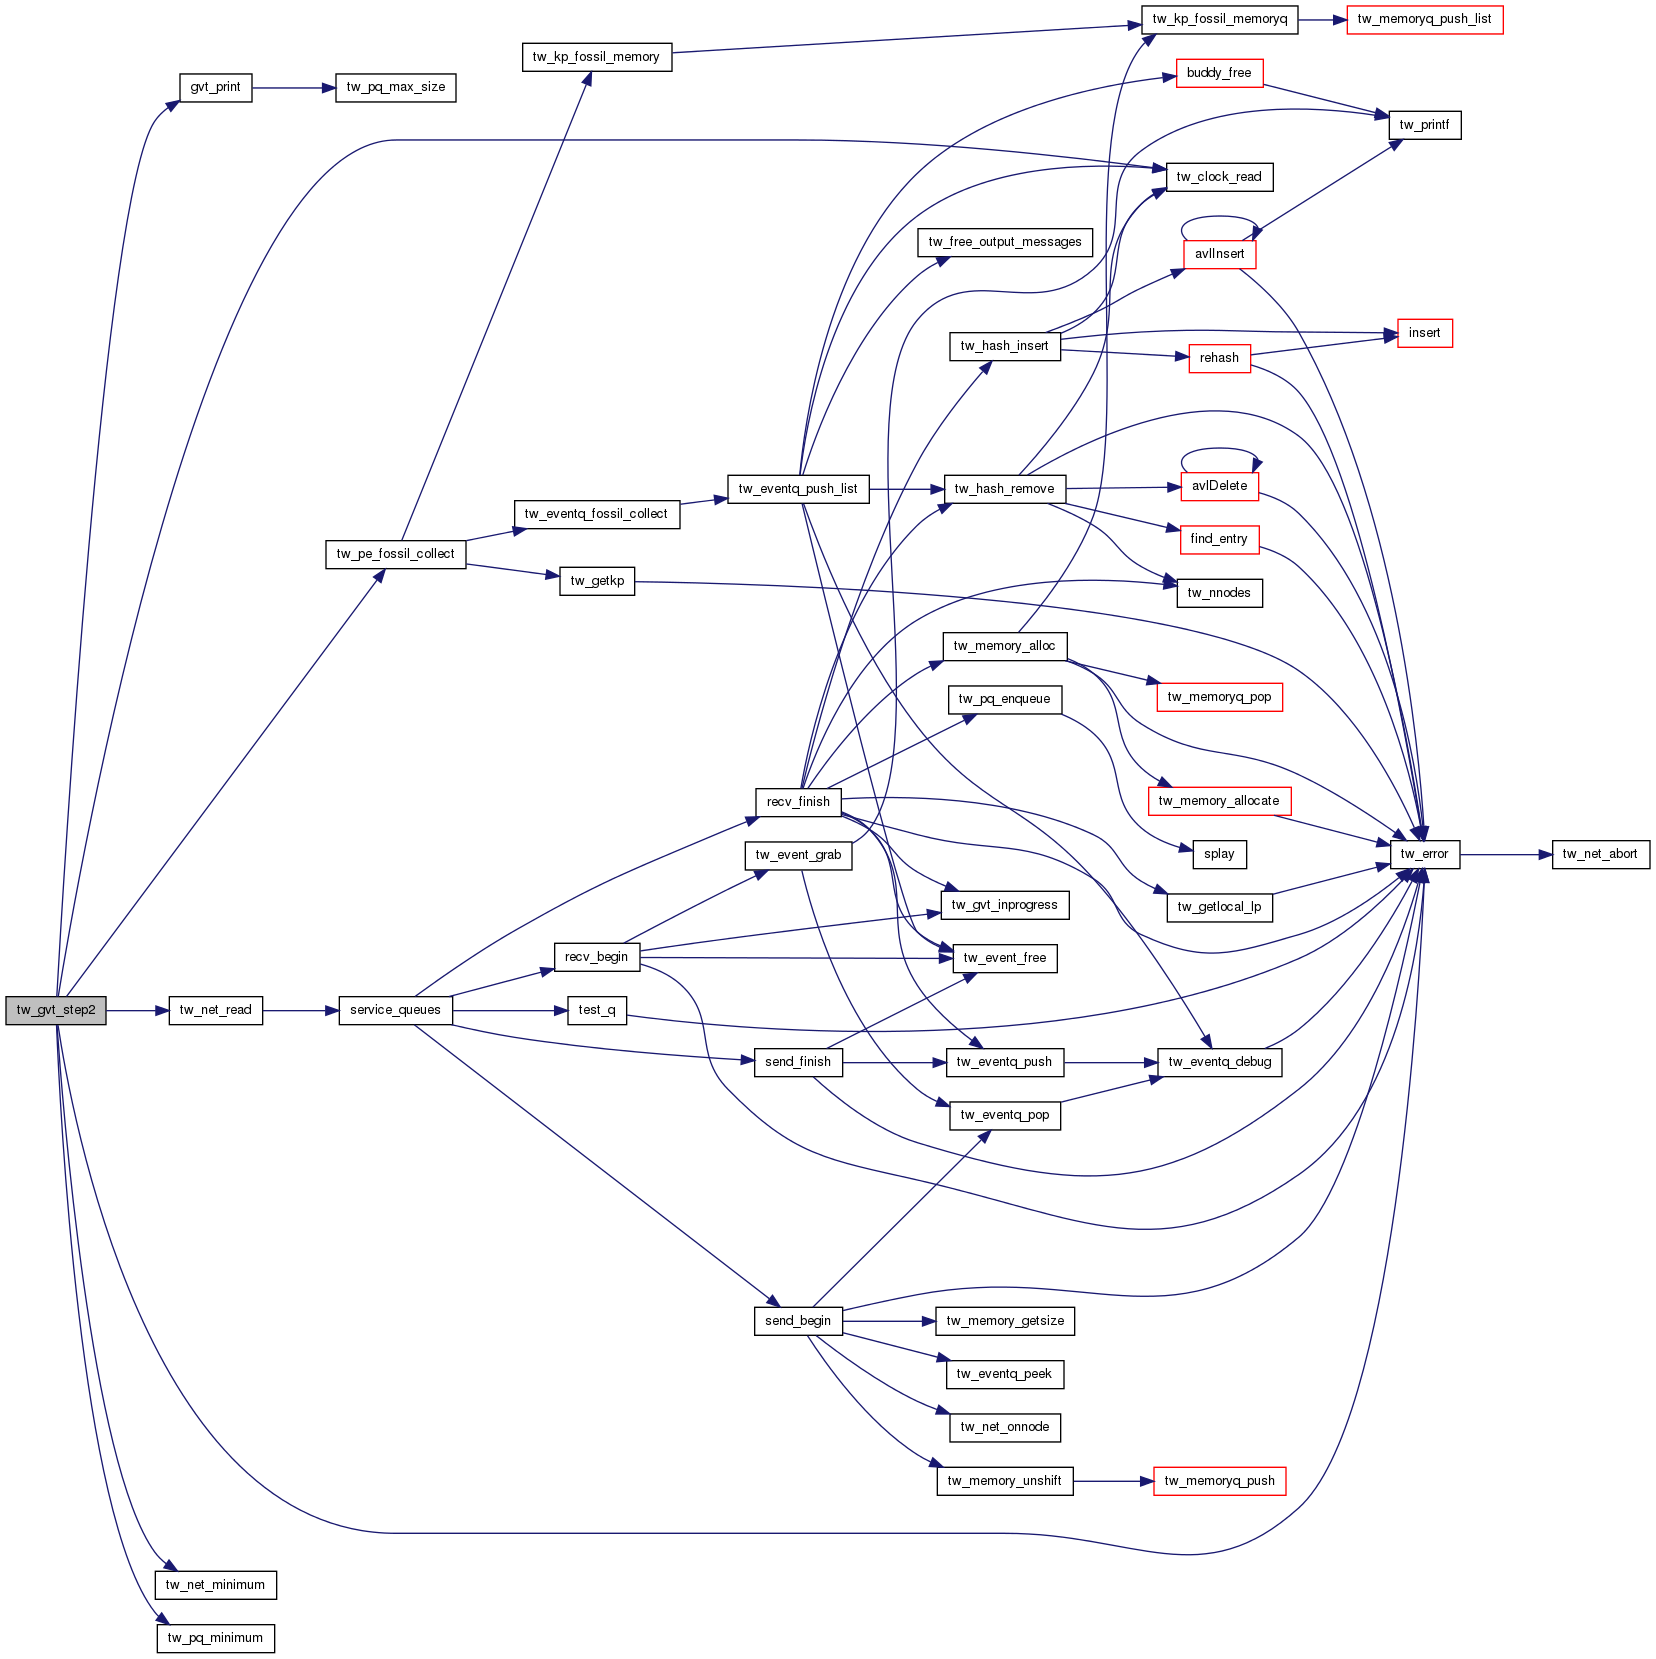 tw_kp_fossil_memoryq
tw_memoryq_push_list
tw_kp_fossil_memory
buddy_free
gvt_print
tw_pq_max_size
tw_printf
tw_clock_read
tw_free_output_messages
avlInsert
insert
tw_hash_insert
rehash
tw_eventq_push_list
tw_hash_remove
avlDelete
tw_eventq_fossil_collect
find_entry
tw_pe_fossil_collect
tw_getkp
tw_nnodes
tw_memory_alloc
tw_memoryq_pop
tw_pq_enqueue
recv_finish
tw_memory_allocate
tw_event_grab
splay
tw_error
tw_net_abort
tw_gvt_inprogress
tw_getlocal_lp
recv_begin
tw_event_free
tw_gvt_step2
tw_net_read
service_queues
test_q
send_finish
tw_eventq_push
tw_eventq_debug
tw_eventq_pop
send_begin
tw_memory_getsize
tw_eventq_peek
tw_net_onnode
tw_memory_unshift
tw_memoryq_push
tw_net_minimum
tw_pq_minimum